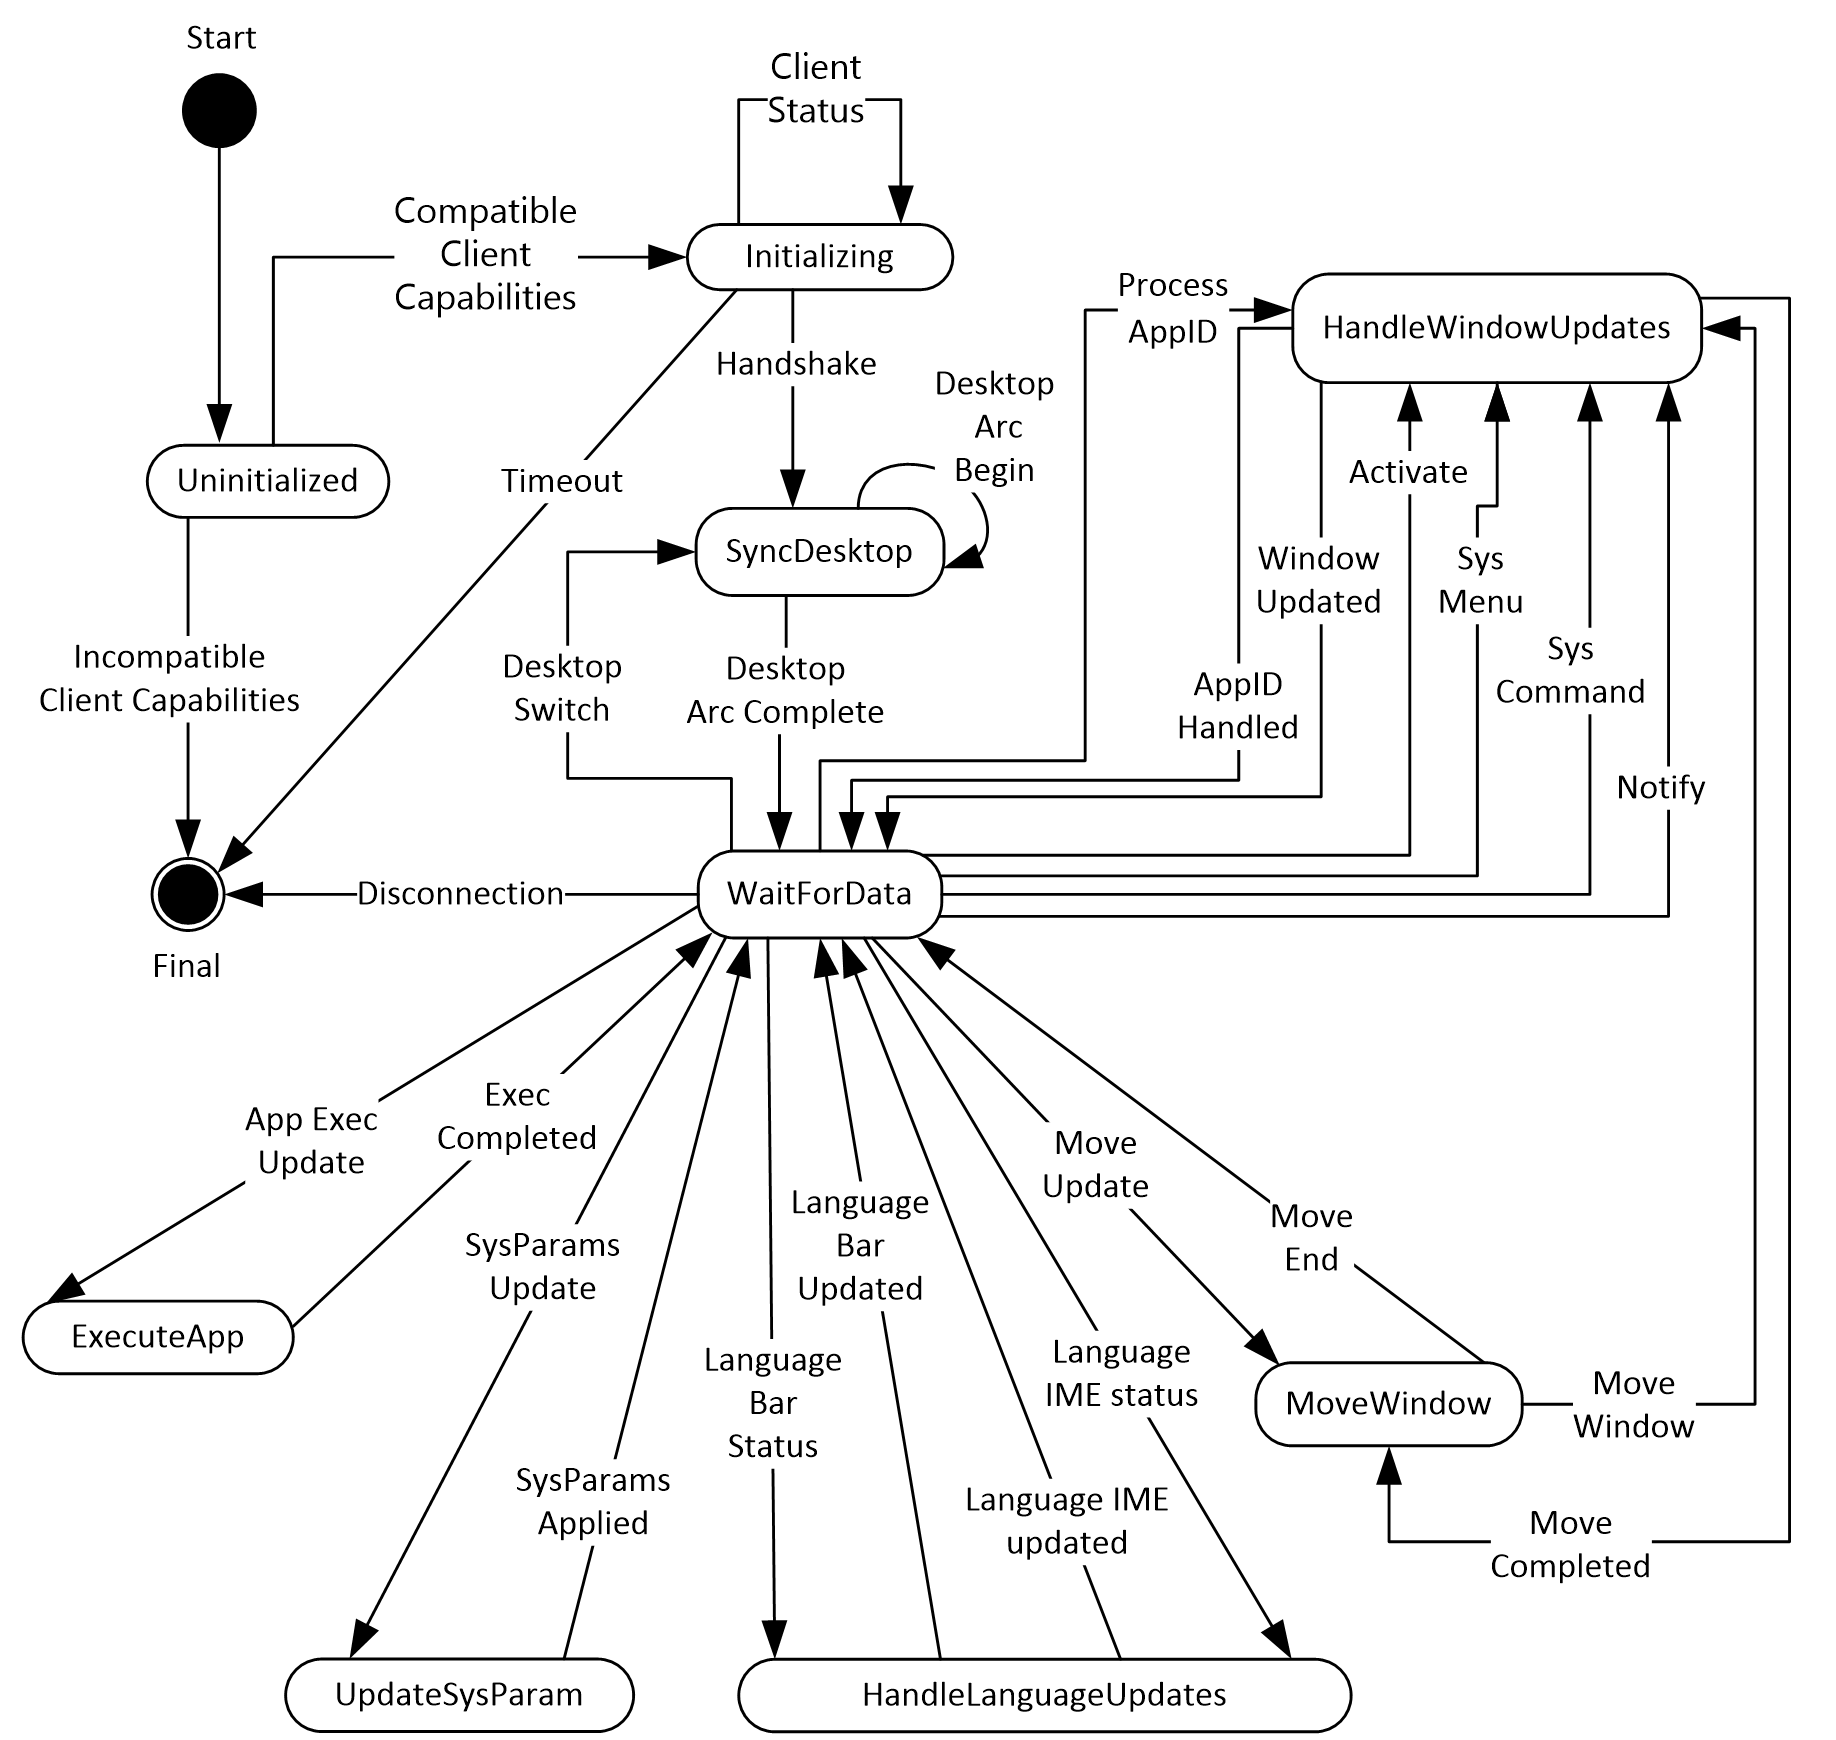 Start
Client
Status
Compatible
Client
Capabilities
Initializing
Process
AppID
HandleWindowUpdates
Handshake
Desktop
Arc
Begin
Uninitialized
Timeout
Activate
SyncDesktop
Window
Updated
Sys
Menu
Incompatible
Client Capabilities
Desktop
Switch
Desktop
Arc Complete
AppID
Handled
Sys
Command
Notify
Disconnection
WaitForData
Final
App Exec
Update
Exec
Completed
Move
Update
Language
Bar
Updated
Move
End
SysParams
Update
ExecuteApp
Language
Bar
Status
Language
IME status
MoveWindow
Move
Window
SysParams
Applied
Language IME
updated
Move
Completed
UpdateSysParam
HandleLanguageUpdates